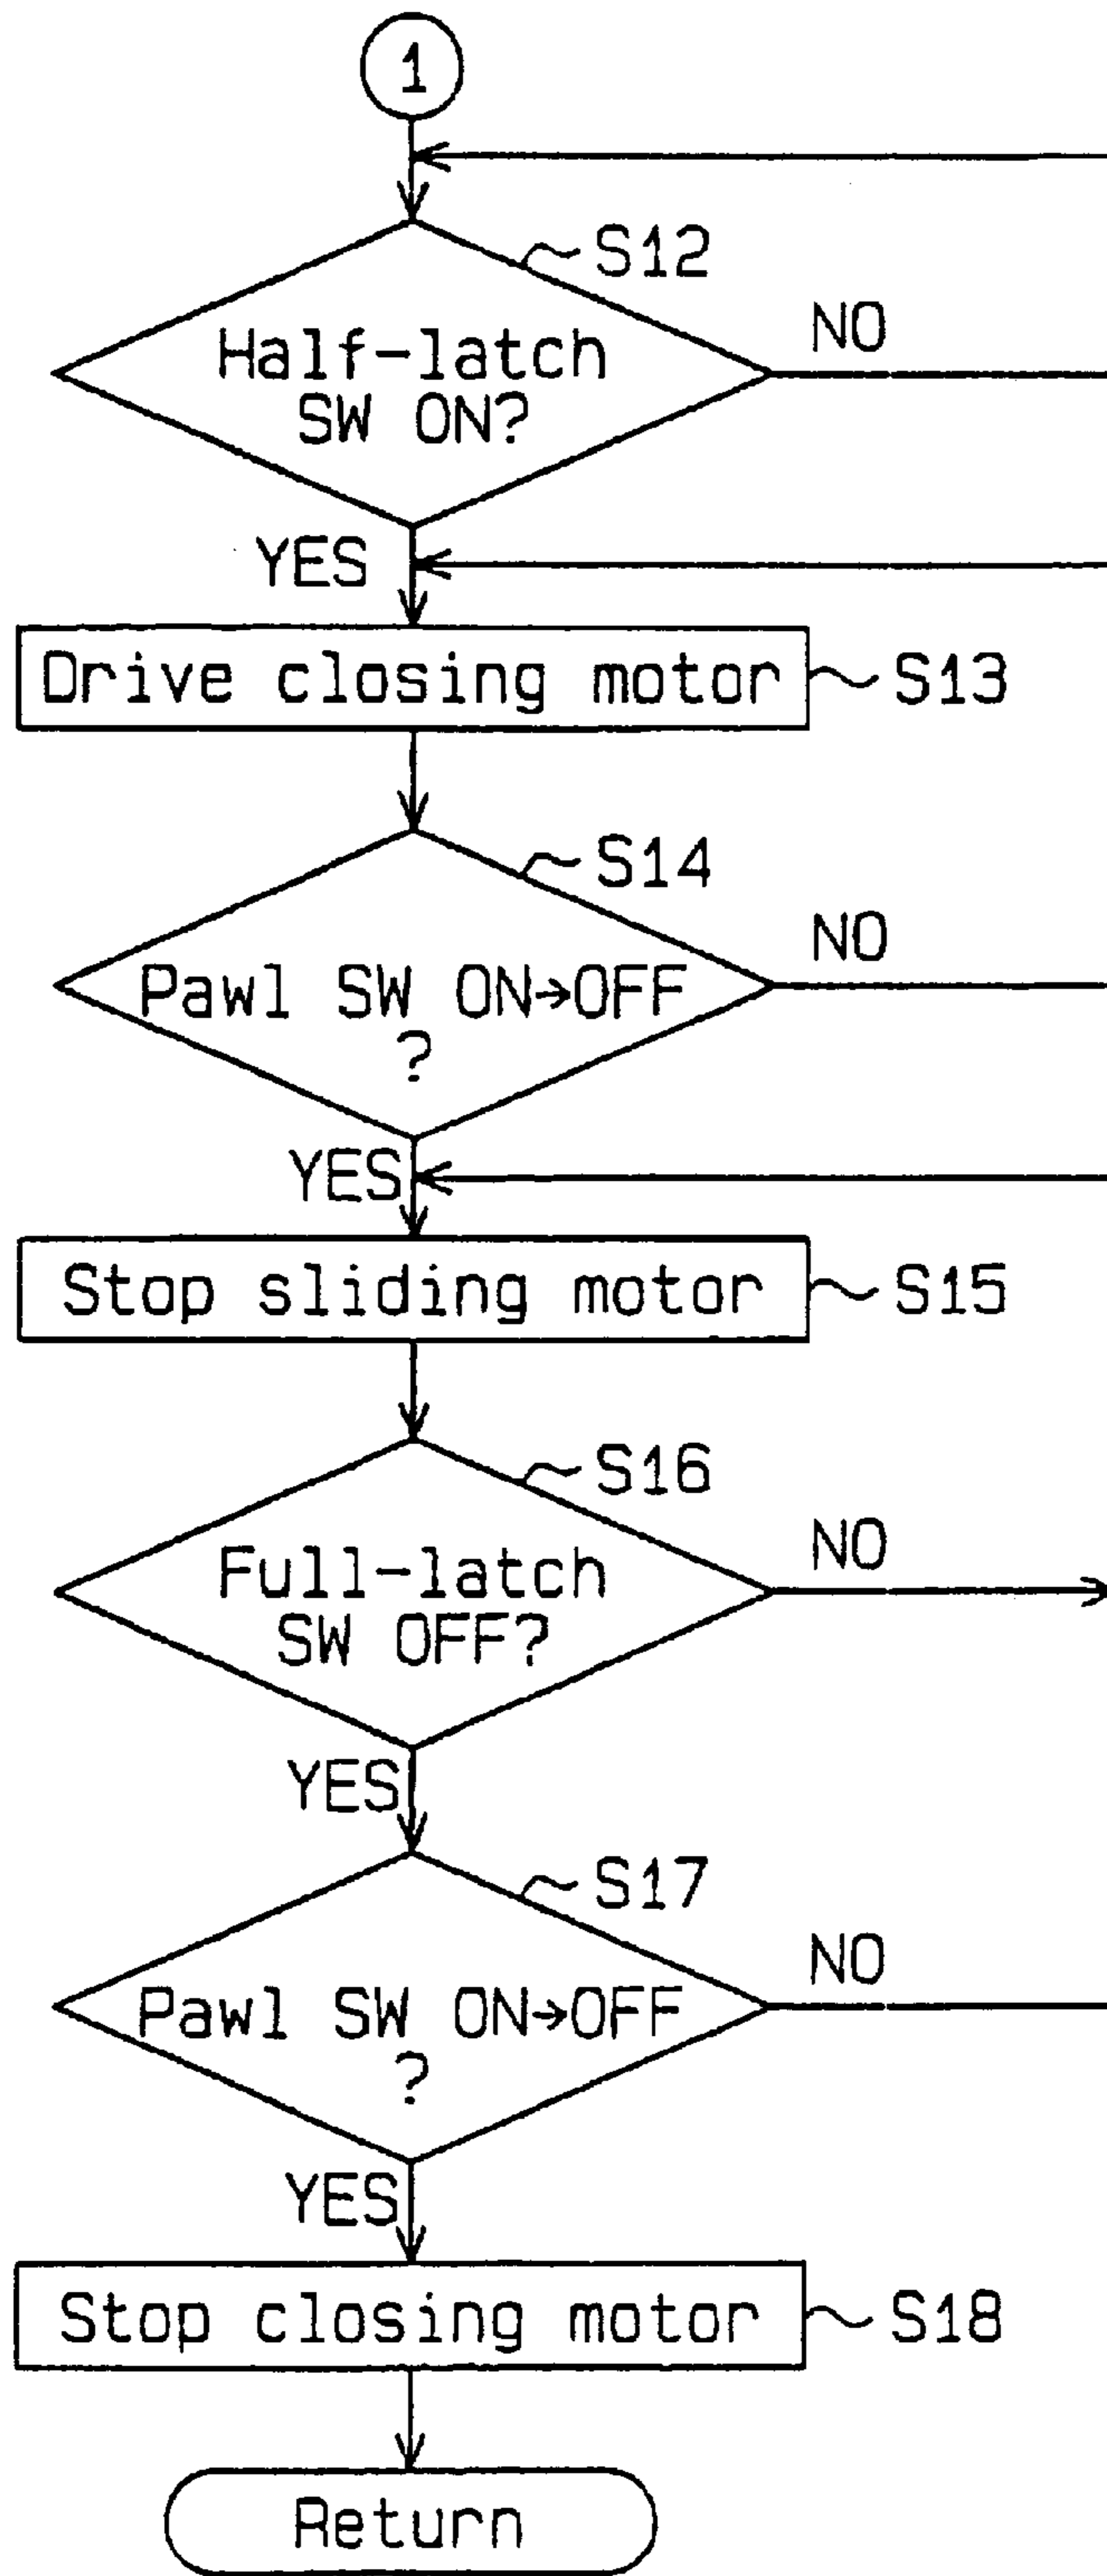 1
S12
Half-latch
SW ON?
NO
YES
Drive closing motor
S13
S14
Pawl SW ON→OFF
?
NO
YES
Stop sliding motor
S15
S16
Full-latch
SW OFF?
NO
YES
S17
Pawl SW ON→OFF
?
NO
YES
Stop closing motor
S18
Return